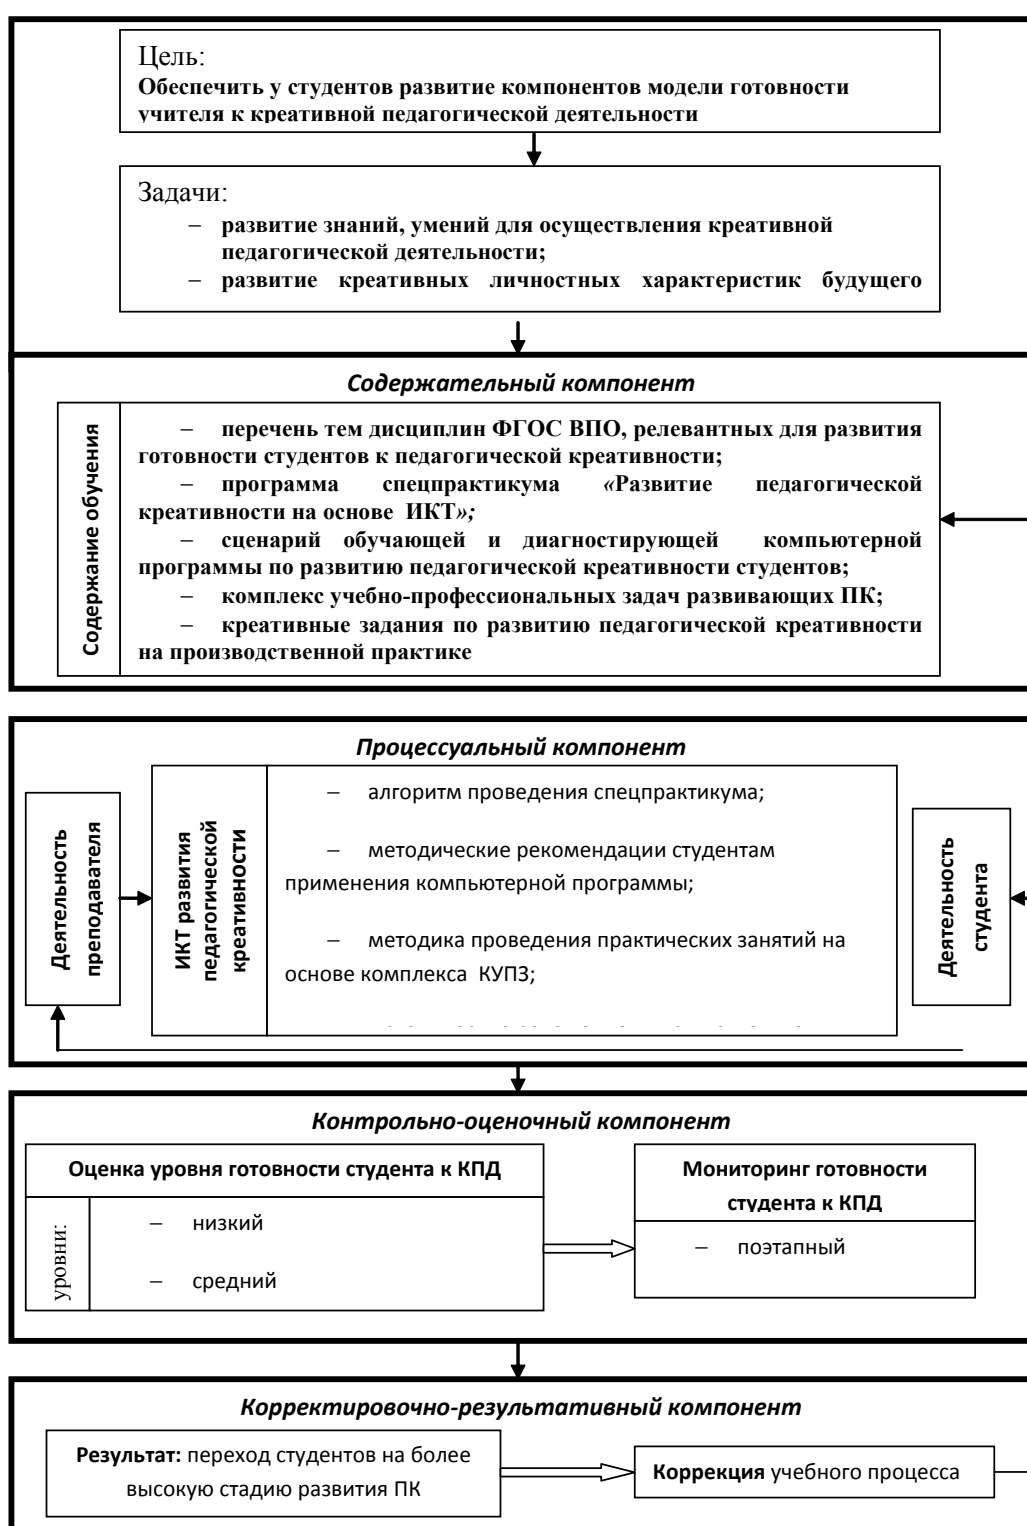 Цель:
Обеспечить у студентов развитие компонентов модели готовности
учителя к креативной педагогической деятельности
Задачи:
– развитие знаний, умений для осуществления креативной
педагогической деятельности;
– развитие креативных личностных характеристик будущего
Содержательный компонент
Содержание обучения
– перечень тем дисциплин ФГОС ВПО, релевантных для развития
готовности студентов к педагогической креативности;
– программа спецпрактикума «Развитие педагогической
креативности на основе ИКТ»;
– сценарий обучающей и диагностирующей компьютерной
программы по развитию педагогической креативности студентов;
– комплекс учебно-профессиональных задач развивающих ПК;
– креативные задания по развитию педагогической креативности
на производственной практике
Процессуальный компонент
Деятельность
преподавателя
ИКТ развития
педагогической
креативности
– алгоритм проведения спецпрактикума;
– методические рекомендации студентам
применения компьютерной программы;
– методика проведения практических занятий на
основе комплекса КУПЗ;
Деятельность
студента
Контрольно-оценочный компонент
Оценка уровня готовности студента к КПД
уровни:
– низкий
– средний
Мониторинг готовности
студента к КПД
– поэтапный
Корректировочно-результативный компонент
Результат: переход студентов на более
высокую стадию развития ПК
Коррекция учебного процесса